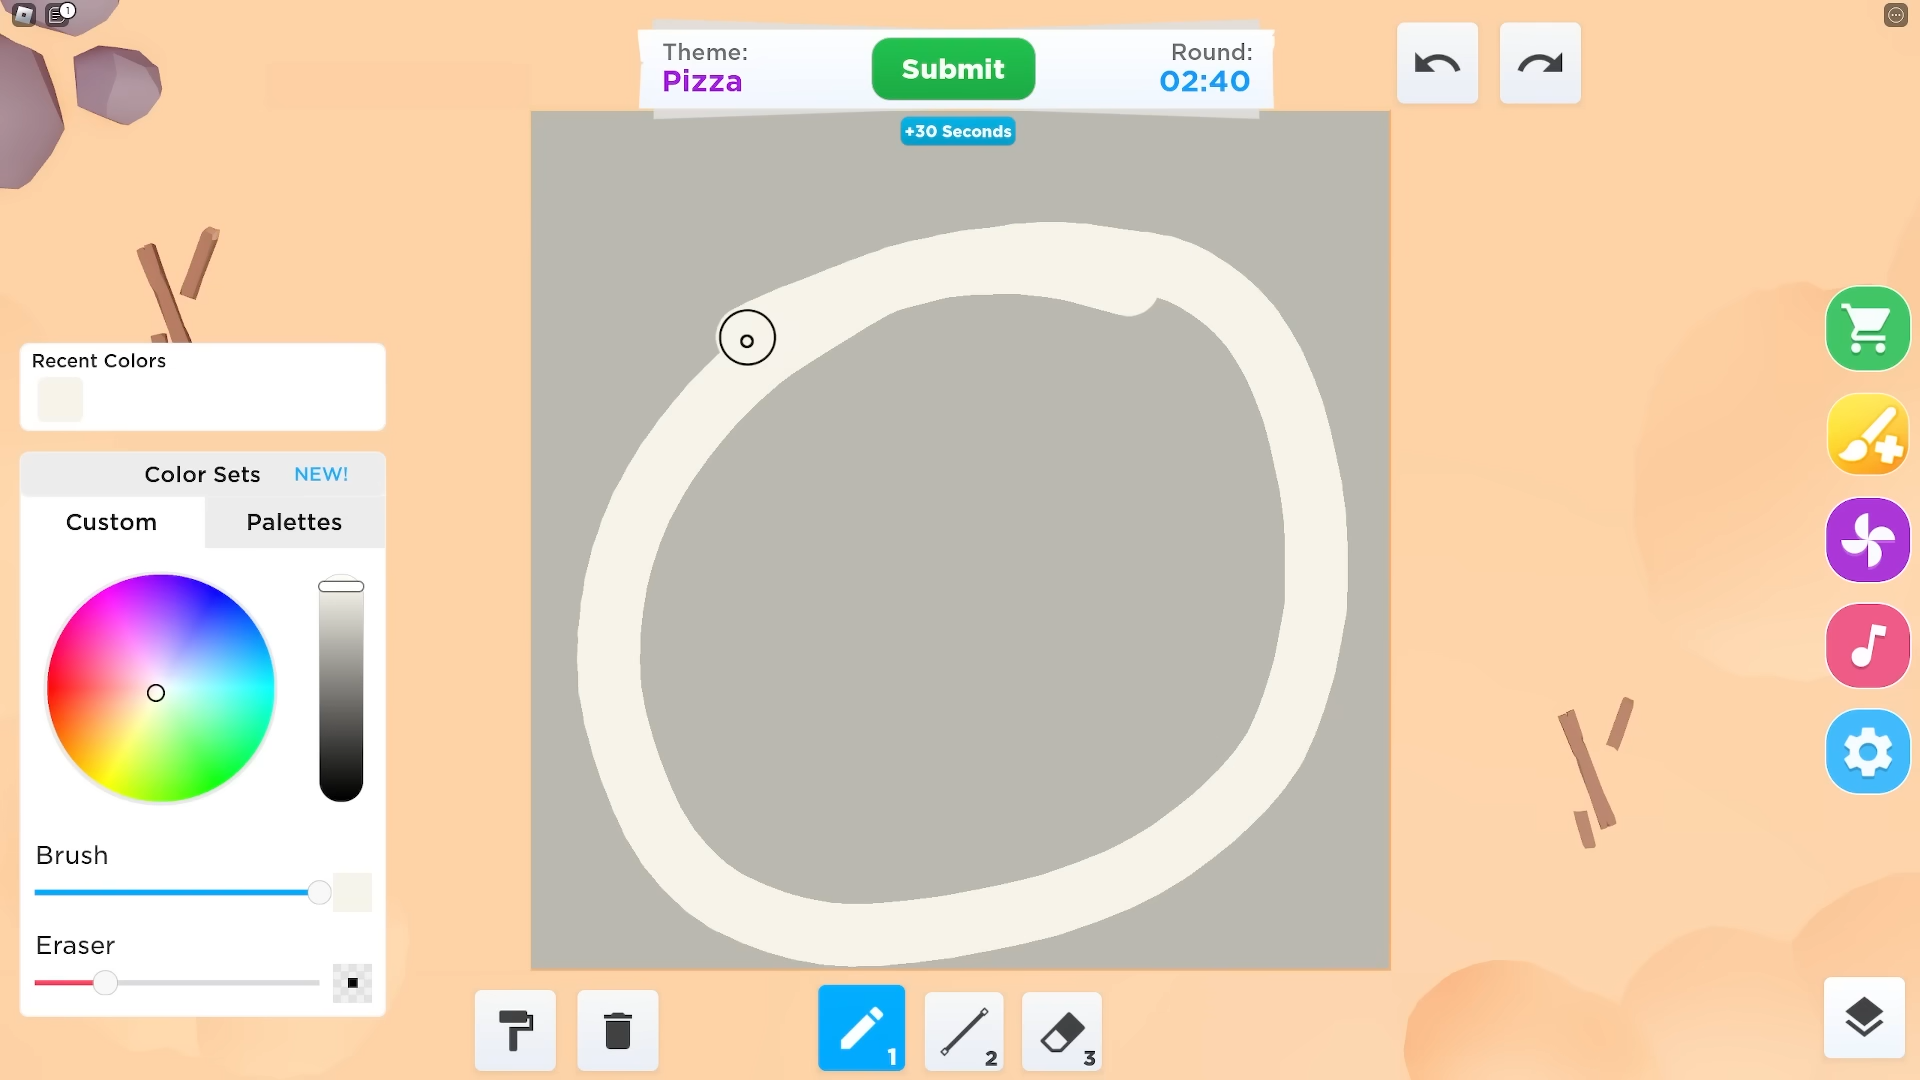 1
Theme:
Pizza
Submit
Round:
02:40
+30 Seconds
Recent Colors
Color Sets NEW!
Custom Palettes
Brush
Eraser
1
2
3